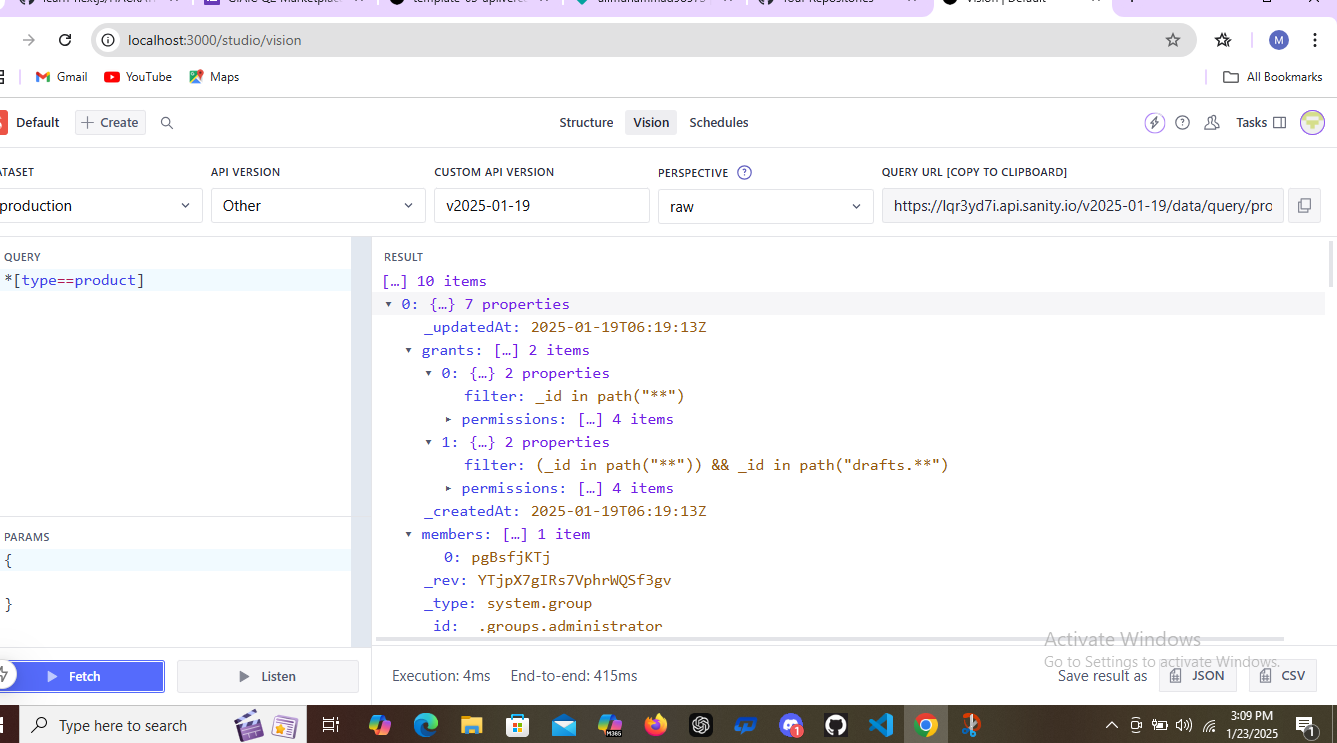 localhost:3000/studio/vision
M
Gmail YouTube Maps All Bookmarks
Default + Create Structure Vision Schedules Tasks
API VERSION CUSTOM API VERSION PERSPECTIVE ? QUERY URL [COPY TO CLIPBOARD]
production Other v2025-01-19 raw https://lqr3yd7i.api.sanity.io/v2025-01-19/data/query/pro
QUERY
*[type==product]
PARAMS
{
}
Fetch Listen
RESULT
[…] 10 items
0: {…} 7 properties
_updatedAt: 2025-01-19T06:19:13Z
grants: […] 2 items
0: {…} 2 properties
filter: _id in path("**")
permissions: […] 4 items
1: {…} 2 properties
filter: (_id in path("**")) && _id in path("drafts.**")
permissions: […] 4 items
_createdAt: 2025-01-19T06:19:13Z
members: […] 1 item
0: pgBsfjKTj
_rev: YTjpX7gIRs7VphrWQSf3gv
_type: system.group
_id: _.groups.administrator
Execution: 4ms End-to-end: 415ms Save result as JSON CSV
Activate Windows
Go to Settings to activate Windows.
Type here to search
M365
1
3:09 PM
1/23/2025
1